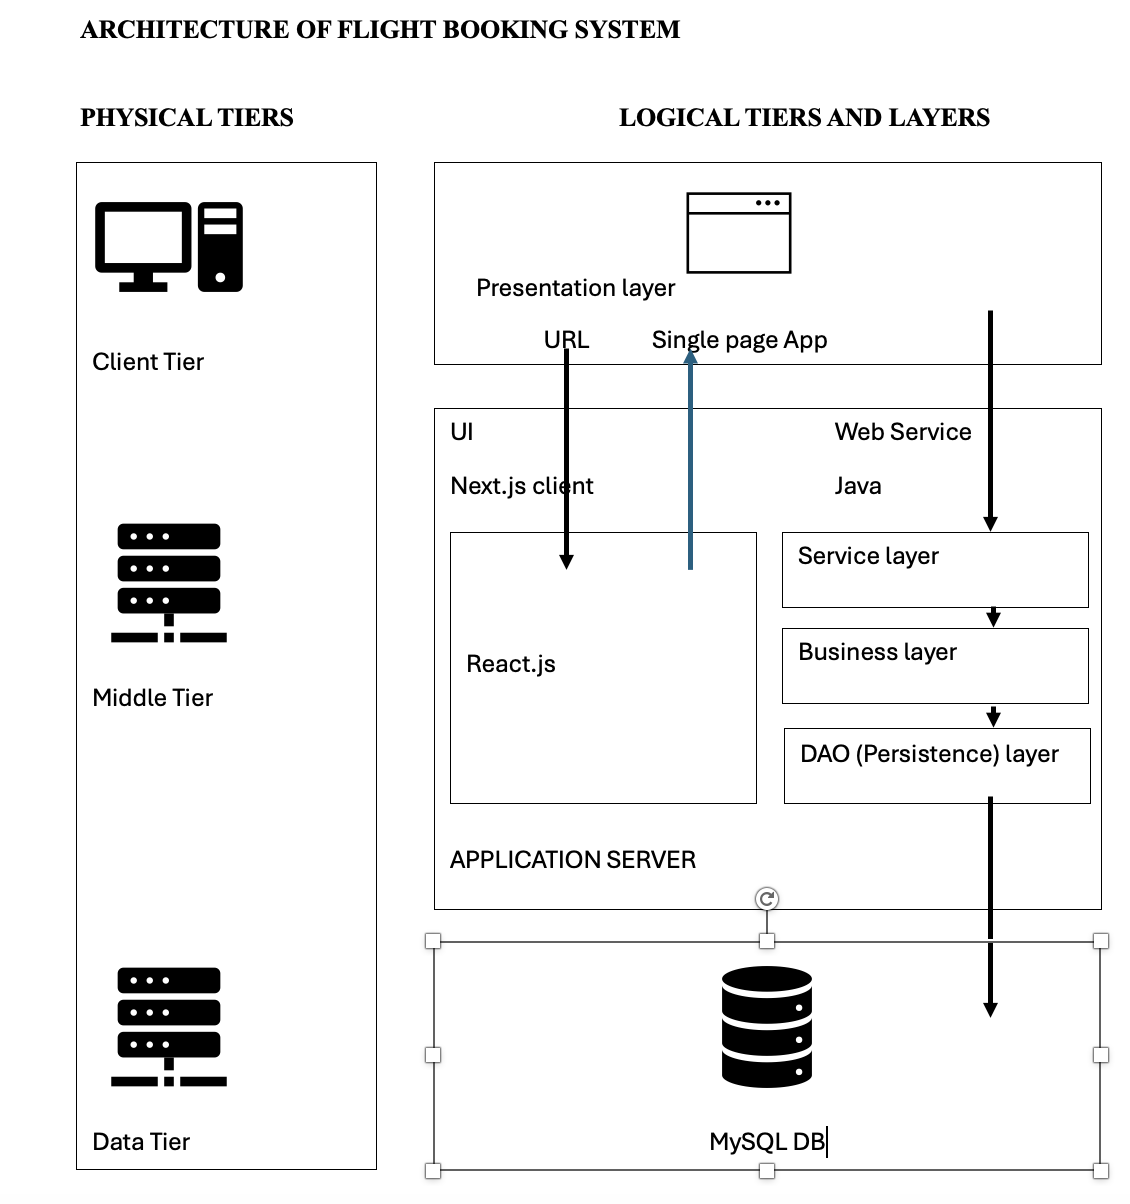 ARCHITECTURE OF FLIGHT BOOKING SYSTEM
PHYSICAL TIERS
LOGICAL TIERS AND LAYERS
Client Tier
Middle Tier
Data Tier
Presentation layer
URL
Single page App
UI
Next.js client
React.js
Web Service
Java
Service layer
Business layer
DAO (Persistence) layer
APPLICATION SERVER
MySQL DB